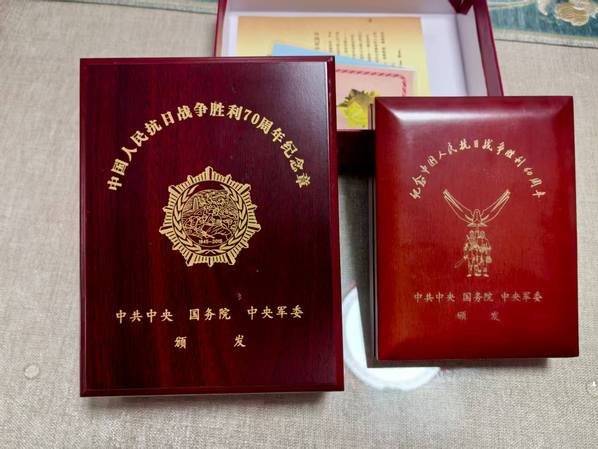 中国人民抗日战争胜利70周年纪念章
1945-2015
中共中央 国务院 中央军委
颁 发
纪念中国人民抗日战争胜利60周年
中共中央 国务院 中央军委
颁 发